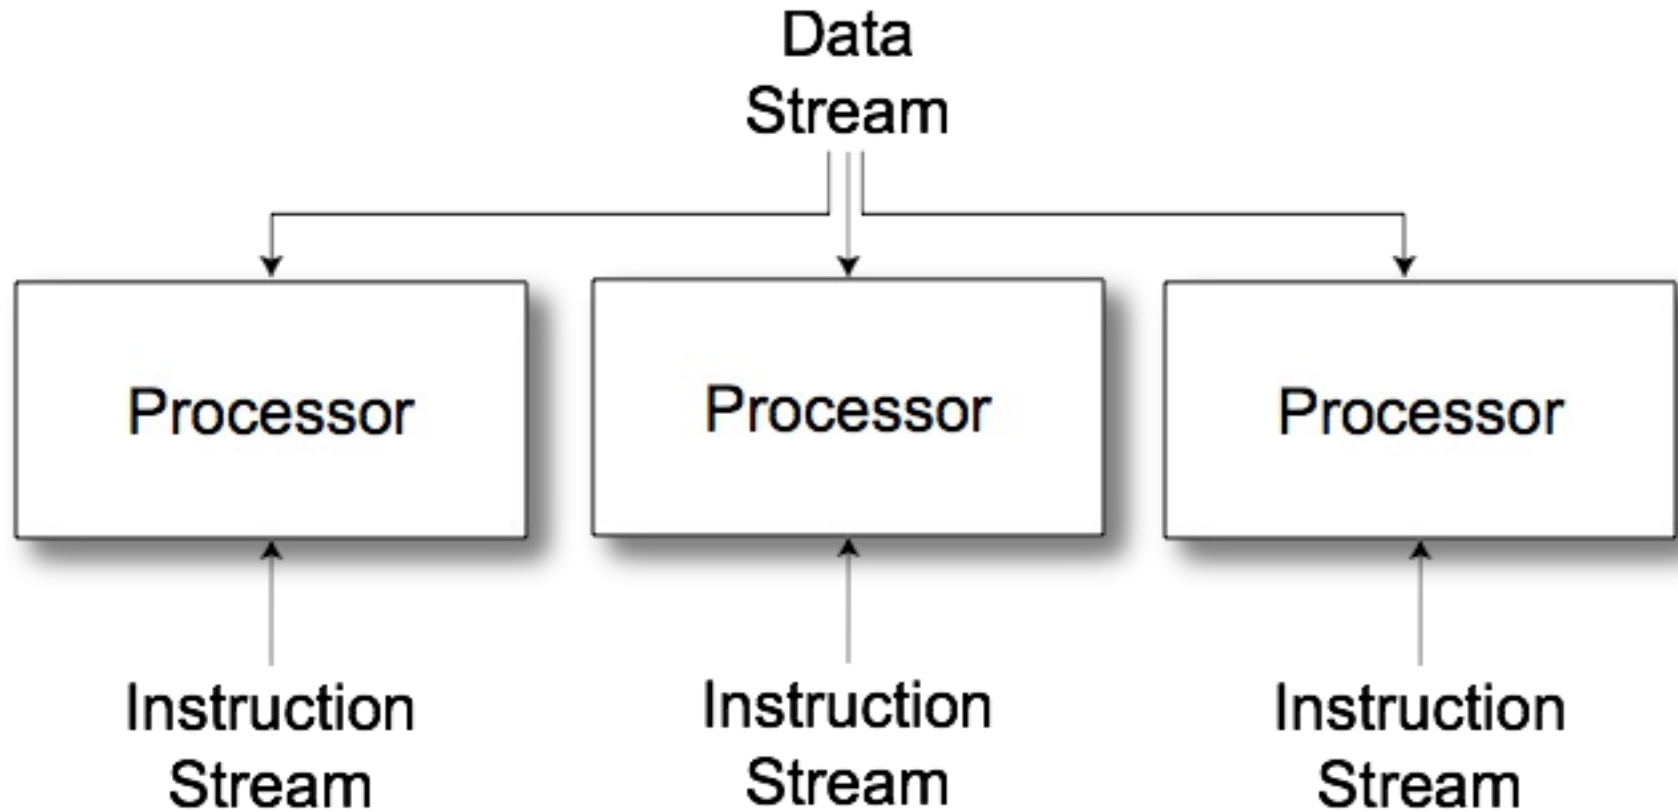 Data
Stream
Processor
Processor
Processor
Instruction
Stream
Instruction
Stream
Instruction
Stream